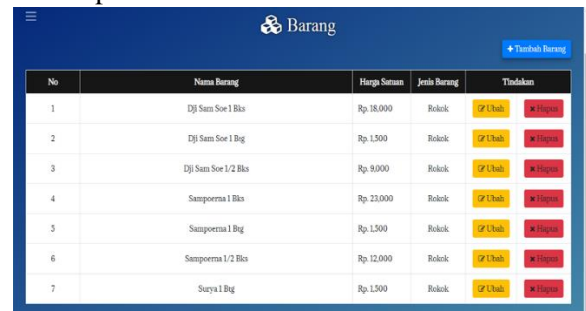 Barang
+ Tambah Barang
No Nama Barang Harga Satuan Jenis Barang Tindakan
1 Dji Sam Soe 1 Bks Rp. 18,000 Rokok Ubah × Hapus
2 Dji Sam Soe 1 Btg Rp. 1,500 Rokok Ubah × Hapus
3 Dji Sam Soe 1/2 Bks Rp. 9,000 Rokok Ubah × Hapus
4 Sampoerna 1 Bks Rp. 23,000 Rokok Ubah × Hapus
5 Sampoerna 1 Btg Rp. 1,500 Rokok Ubah × Hapus
6 Sampoerna 1/2 Bks Rp. 12,000 Rokok Ubah × Hapus
7 Surya 1 Btg Rp. 1,500 Rokok Ubah × Hapus